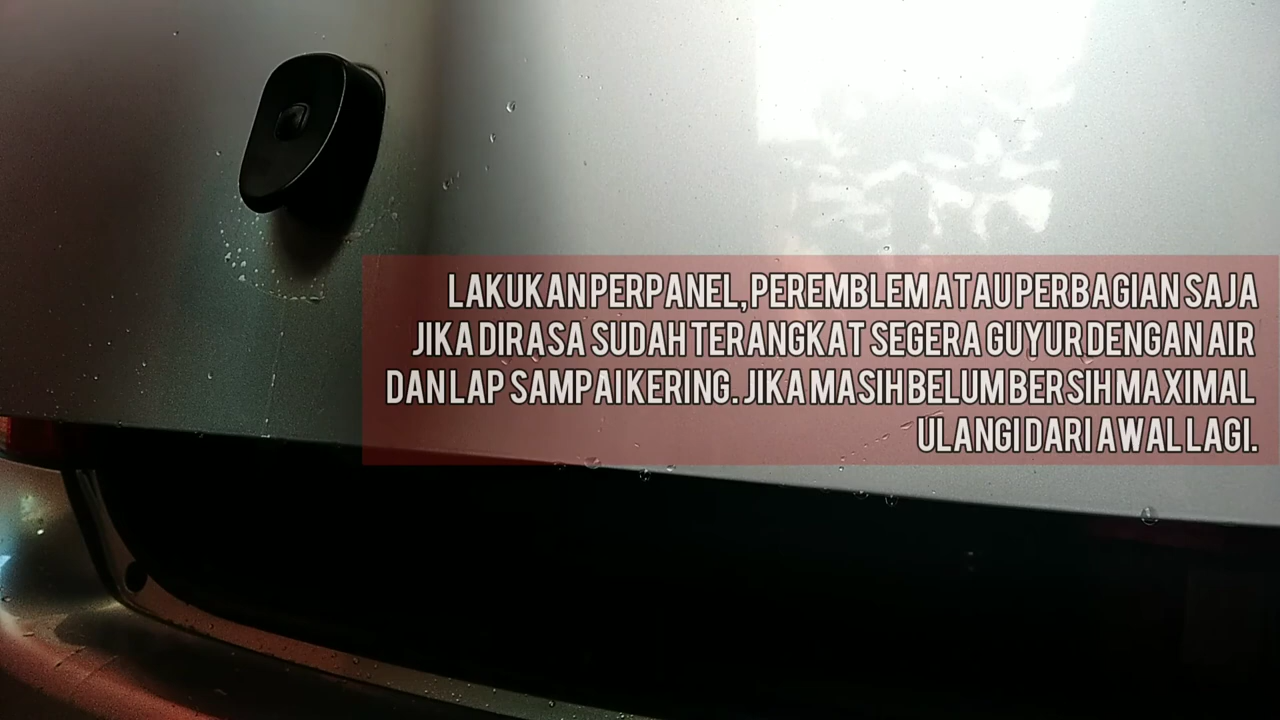 LAKUKAN PERPANEL, PEREMBLEM ATAU PERBAGIAN SAJA
JIKA DIRASA SUDAH TERANGKAT SEGERA GUYUR DENGAN AIR
DAN LAP SAMPAI KERING. JIKA MASIH BELUM BERSIH MAXIMAL
ULANGI DARI AWAL LAGI.